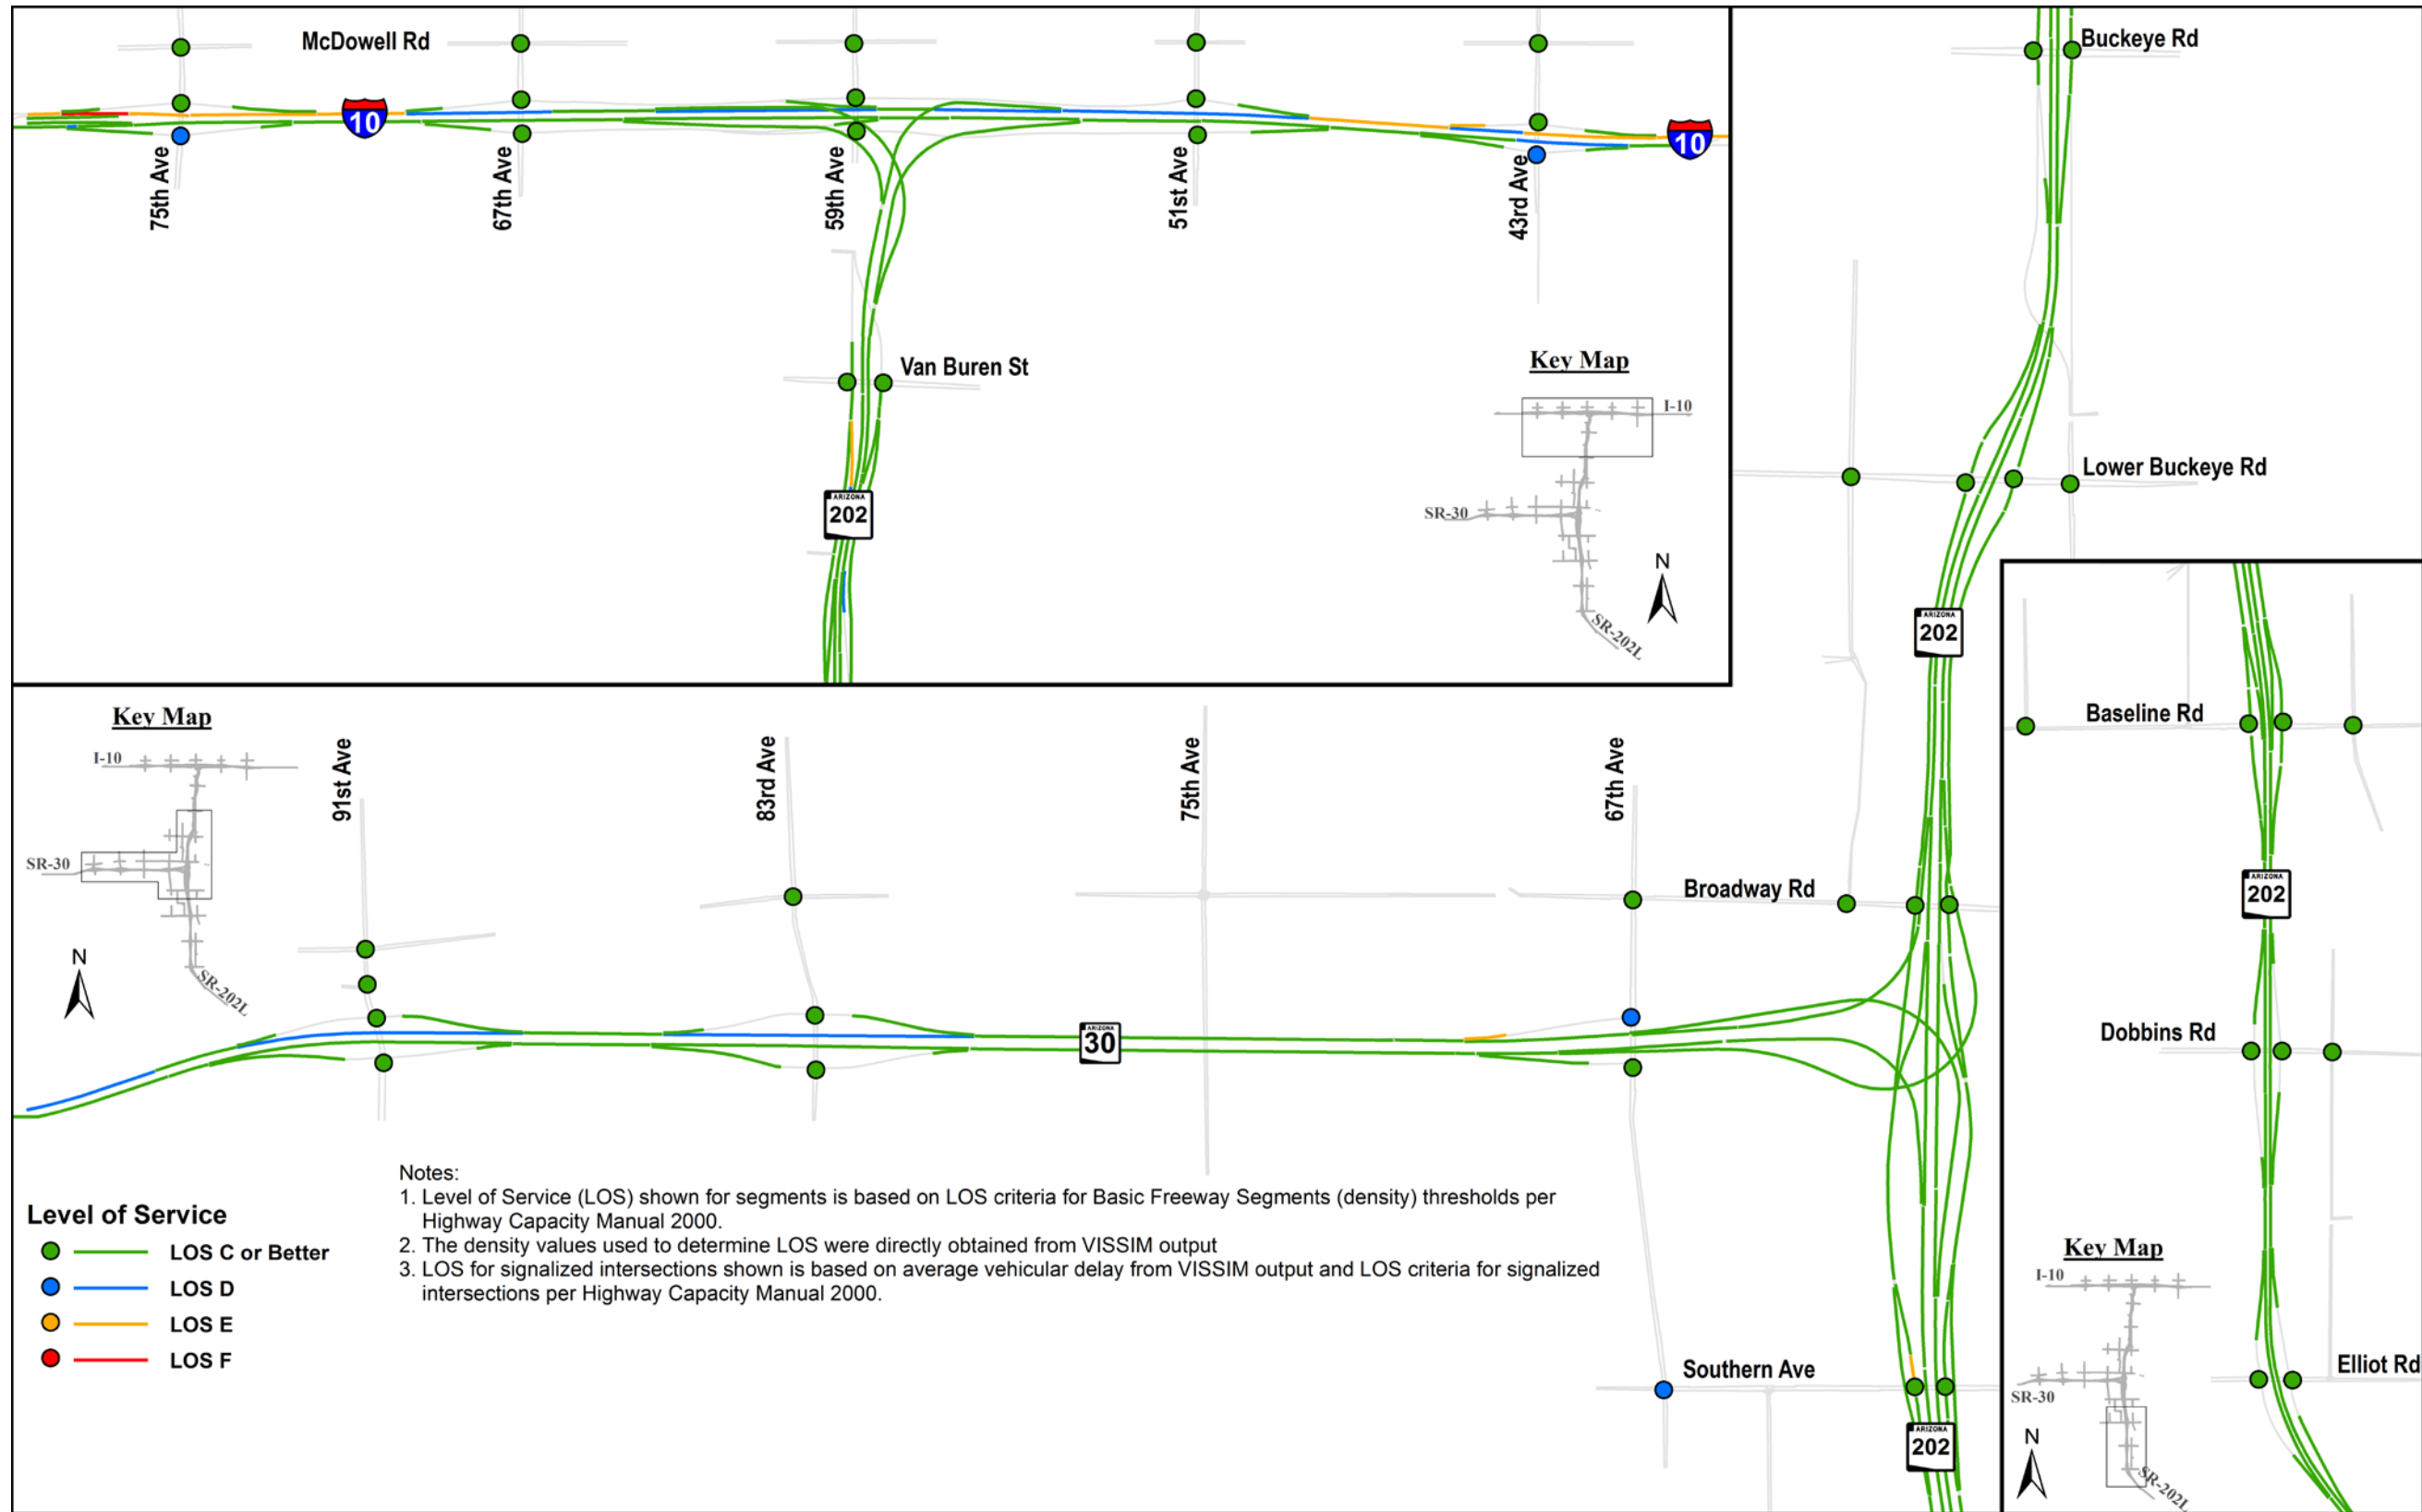 McDowell Rd
Buckeye Rd
10
10
75th Ave
67th Ave
59th Ave
51st Ave
43rd Ave
Van Buren St
Key Map
I-10
SR-30
N
SR-202L
ARIZONA
202
Lower Buckeye Rd
ARIZONA
202
Key Map
I-10
SR-30
N
SR-202L
91st Ave
83rd Ave
75th Ave
67th Ave
Broadway Rd
ARIZONA
30
Southern Ave
ARIZONA
202
Baseline Rd
ARIZONA
202
Dobbins Rd
Key Map
I-10
SR-30
N
SR-202L
Elliot Rd
Level of Service
LOS C or Better
LOS D
LOS E
LOS F
Notes:
1. Level of Service (LOS) shown for segments is based on LOS criteria for Basic Freeway Segments (density) thresholds per
Highway Capacity Manual 2000.
2. The density values used to determine LOS were directly obtained from VISSIM output
3. LOS for signalized intersections shown is based on average vehicular delay from VISSIM output and LOS criteria for signalized
intersections per Highway Capacity Manual 2000.